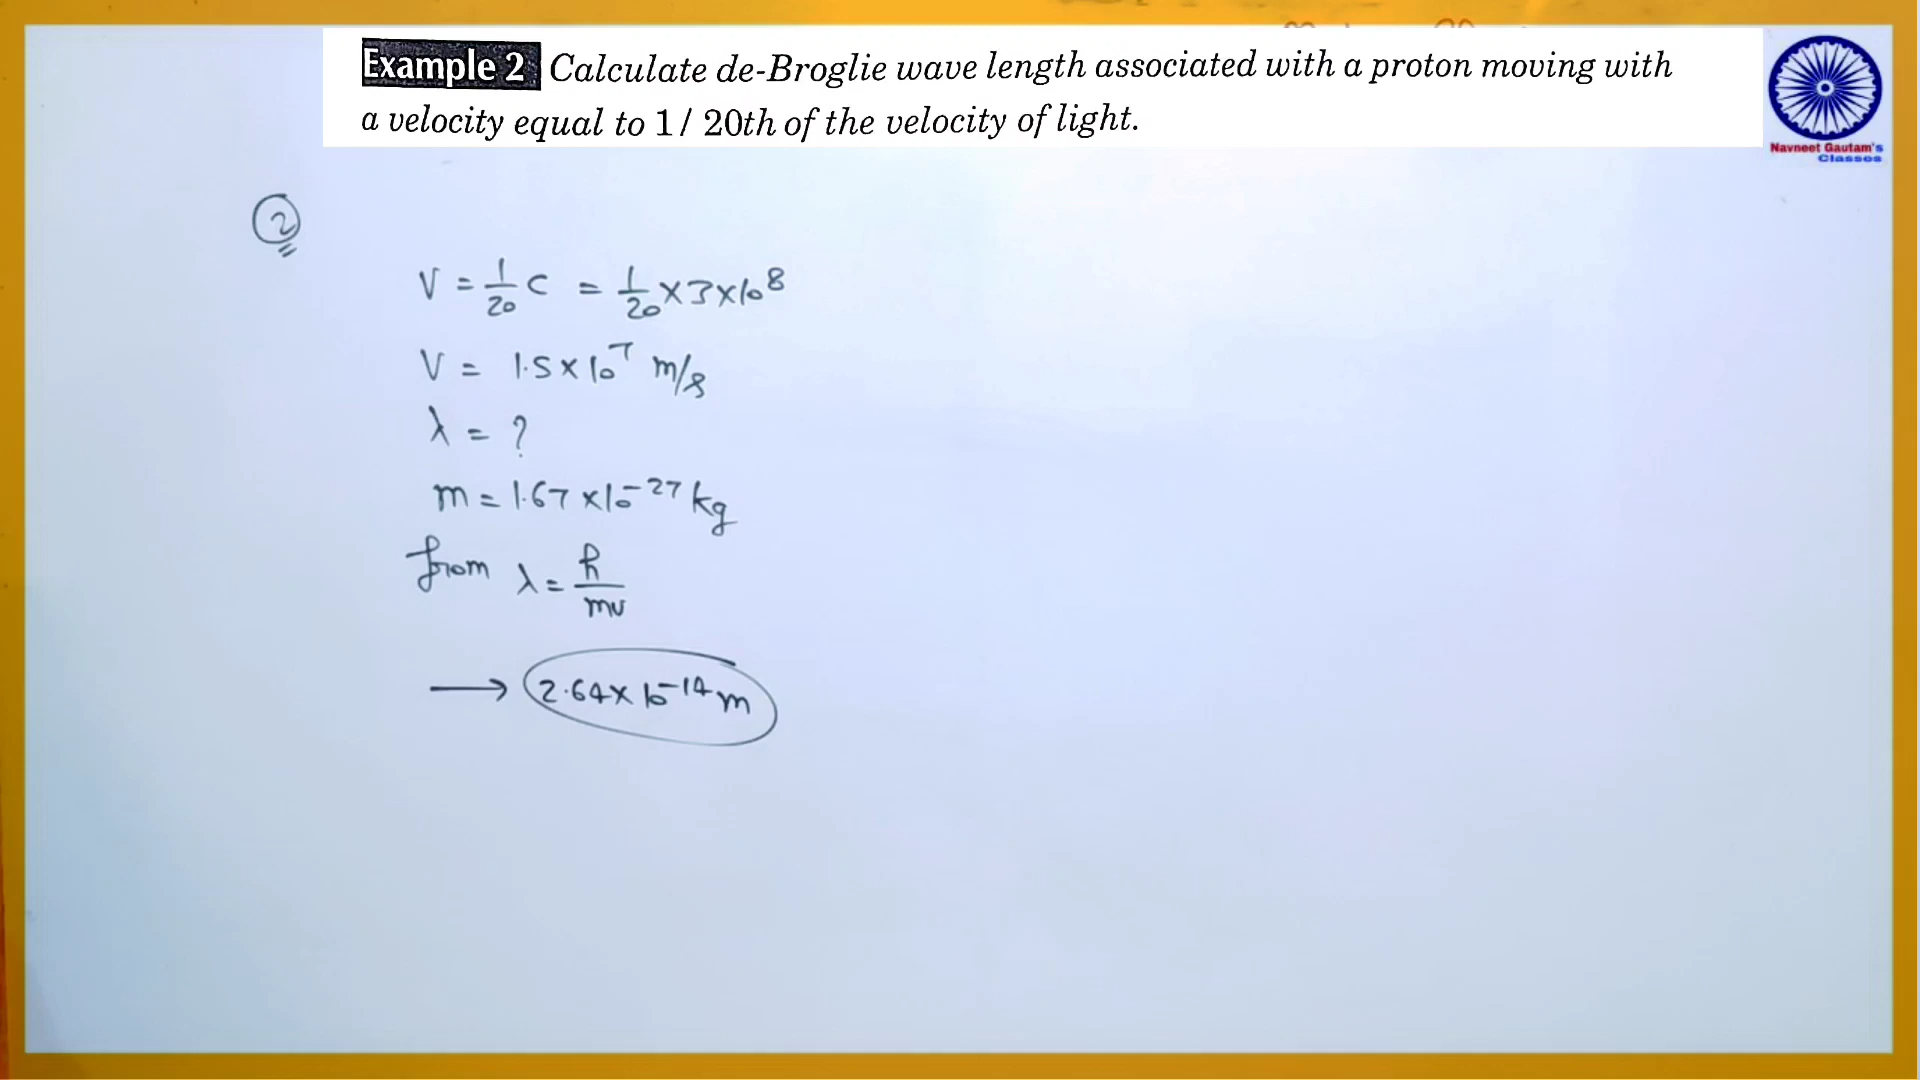 Example 2 Calculate de-Broglie wave length associated with a proton moving with
a velocity equal to 1 / 20th of the velocity of light.
Navneet Gautam's
Classes
2
V = 1/20 C = 1/20 × 3 × 10^8
V = 1.5 × 10^7 m/s
λ = ?
m = 1.67 × 10^-27 kg
from λ = h/mv
→ 2.64 × 10^-14 m